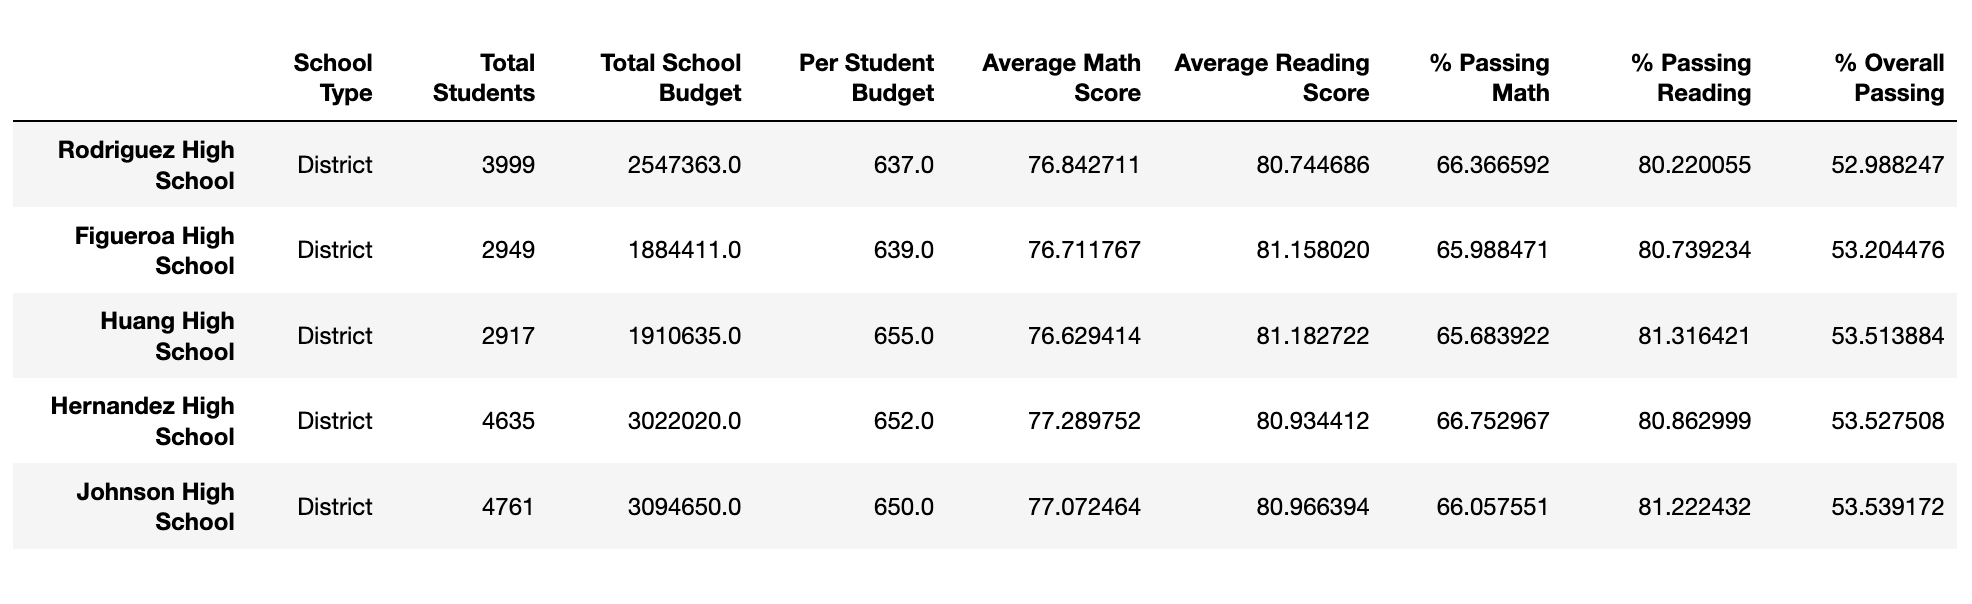 School Type Total Students Total School Budget Per Student Budget Average Math Score Average Reading Score % Passing Math % Passing Reading % Overall Passing
Rodriguez High School District 3999 2547363.0 637.0 76.842711 80.744686 66.366592 80.220055 52.988247
Figueroa High School District 2949 1884411.0 639.0 76.711767 81.158020 65.988471 80.739234 53.204476
Huang High School District 2917 1910635.0 655.0 76.629414 81.182722 65.683922 81.316421 53.513884
Hernandez High School District 4635 3022020.0 652.0 77.289752 80.934412 66.752967 80.862999 53.527508
Johnson High School District 4761 3094650.0 650.0 77.072464 80.966394 66.057551 81.222432 53.539172